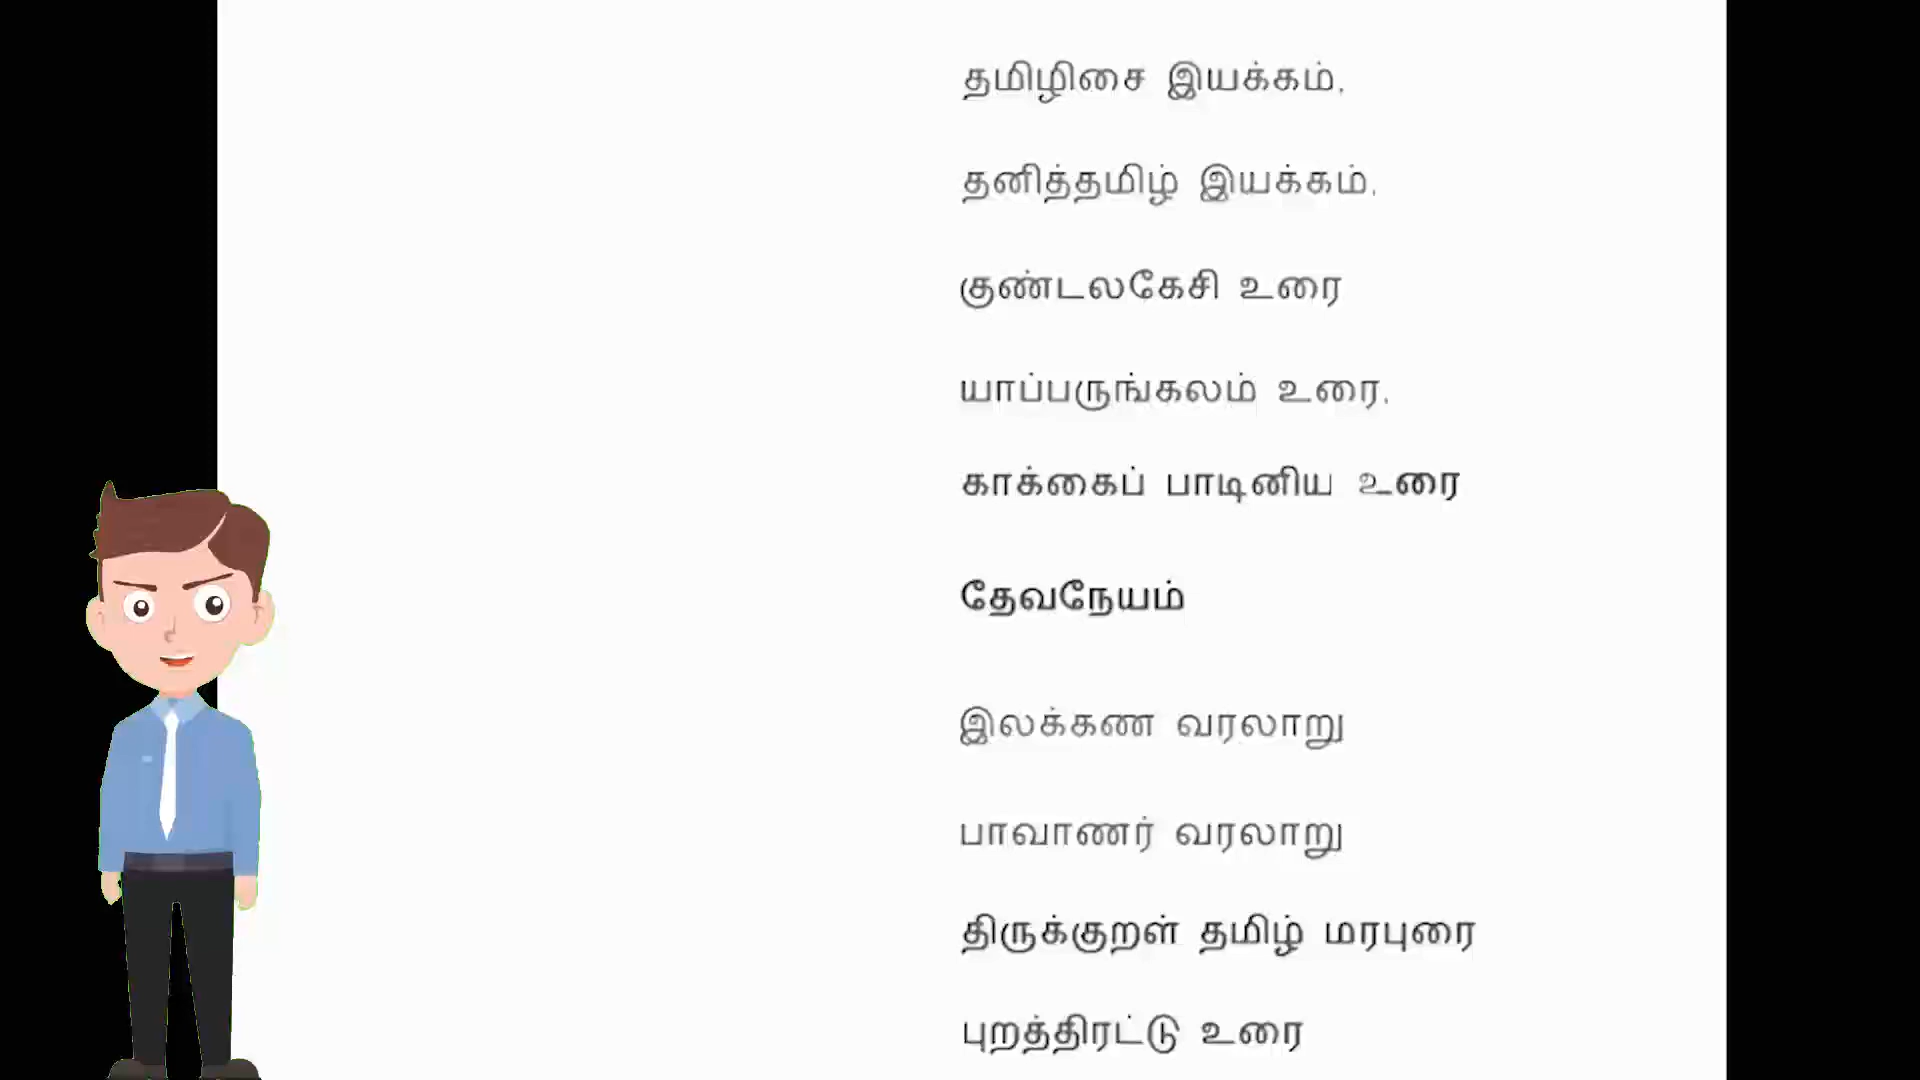 தமிழிசை இயக்கம்,
தனித்தமிழ் இயக்கம்,
குண்டலகேசி உரை
யாப்பருங்கலம் உரை,
காக்கைப் பாடினிய உரை
தேவநேயம்
இலக்கண வரலாறு
பாவாணர் வரலாறு
திருக்குறள் தமிழ் மரபுரை
புறத்திரட்டு உரை